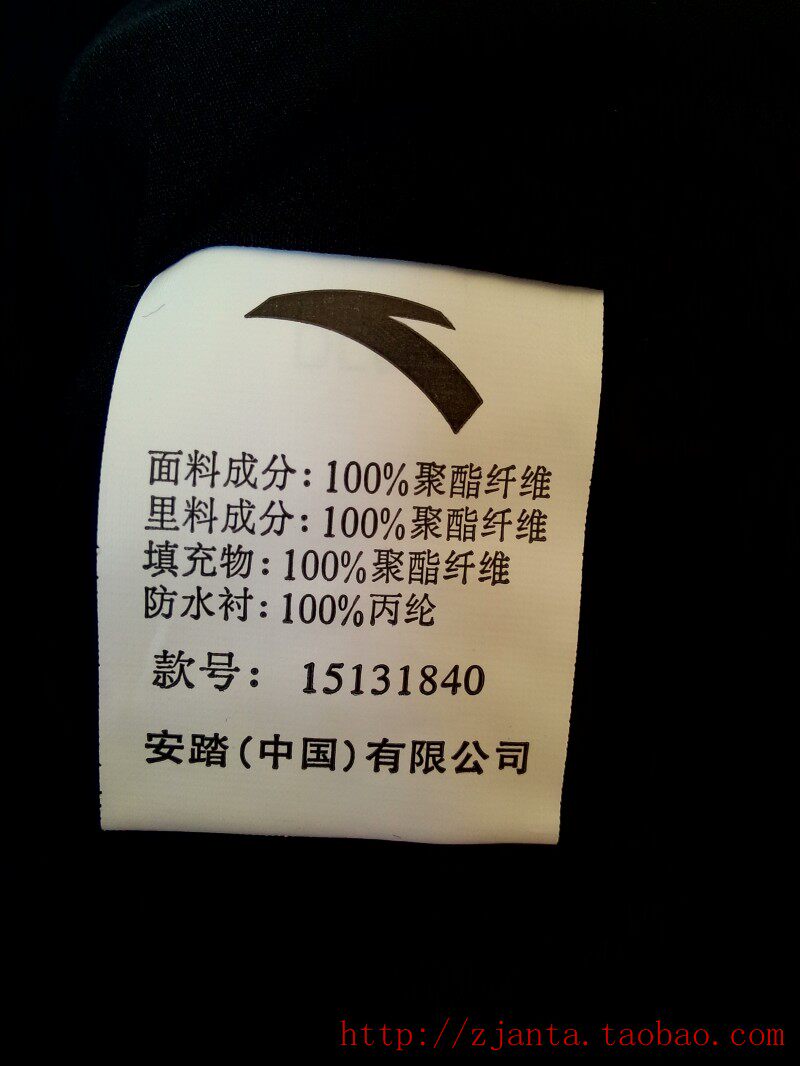 面料成分:100%聚酯纤维
里料成分:100%聚酯纤维
填充物:100%聚酯纤维
防水衬:100%丙纶
款号: 15131840
安踏(中国)有限公司
http://zjanta.taobao.com